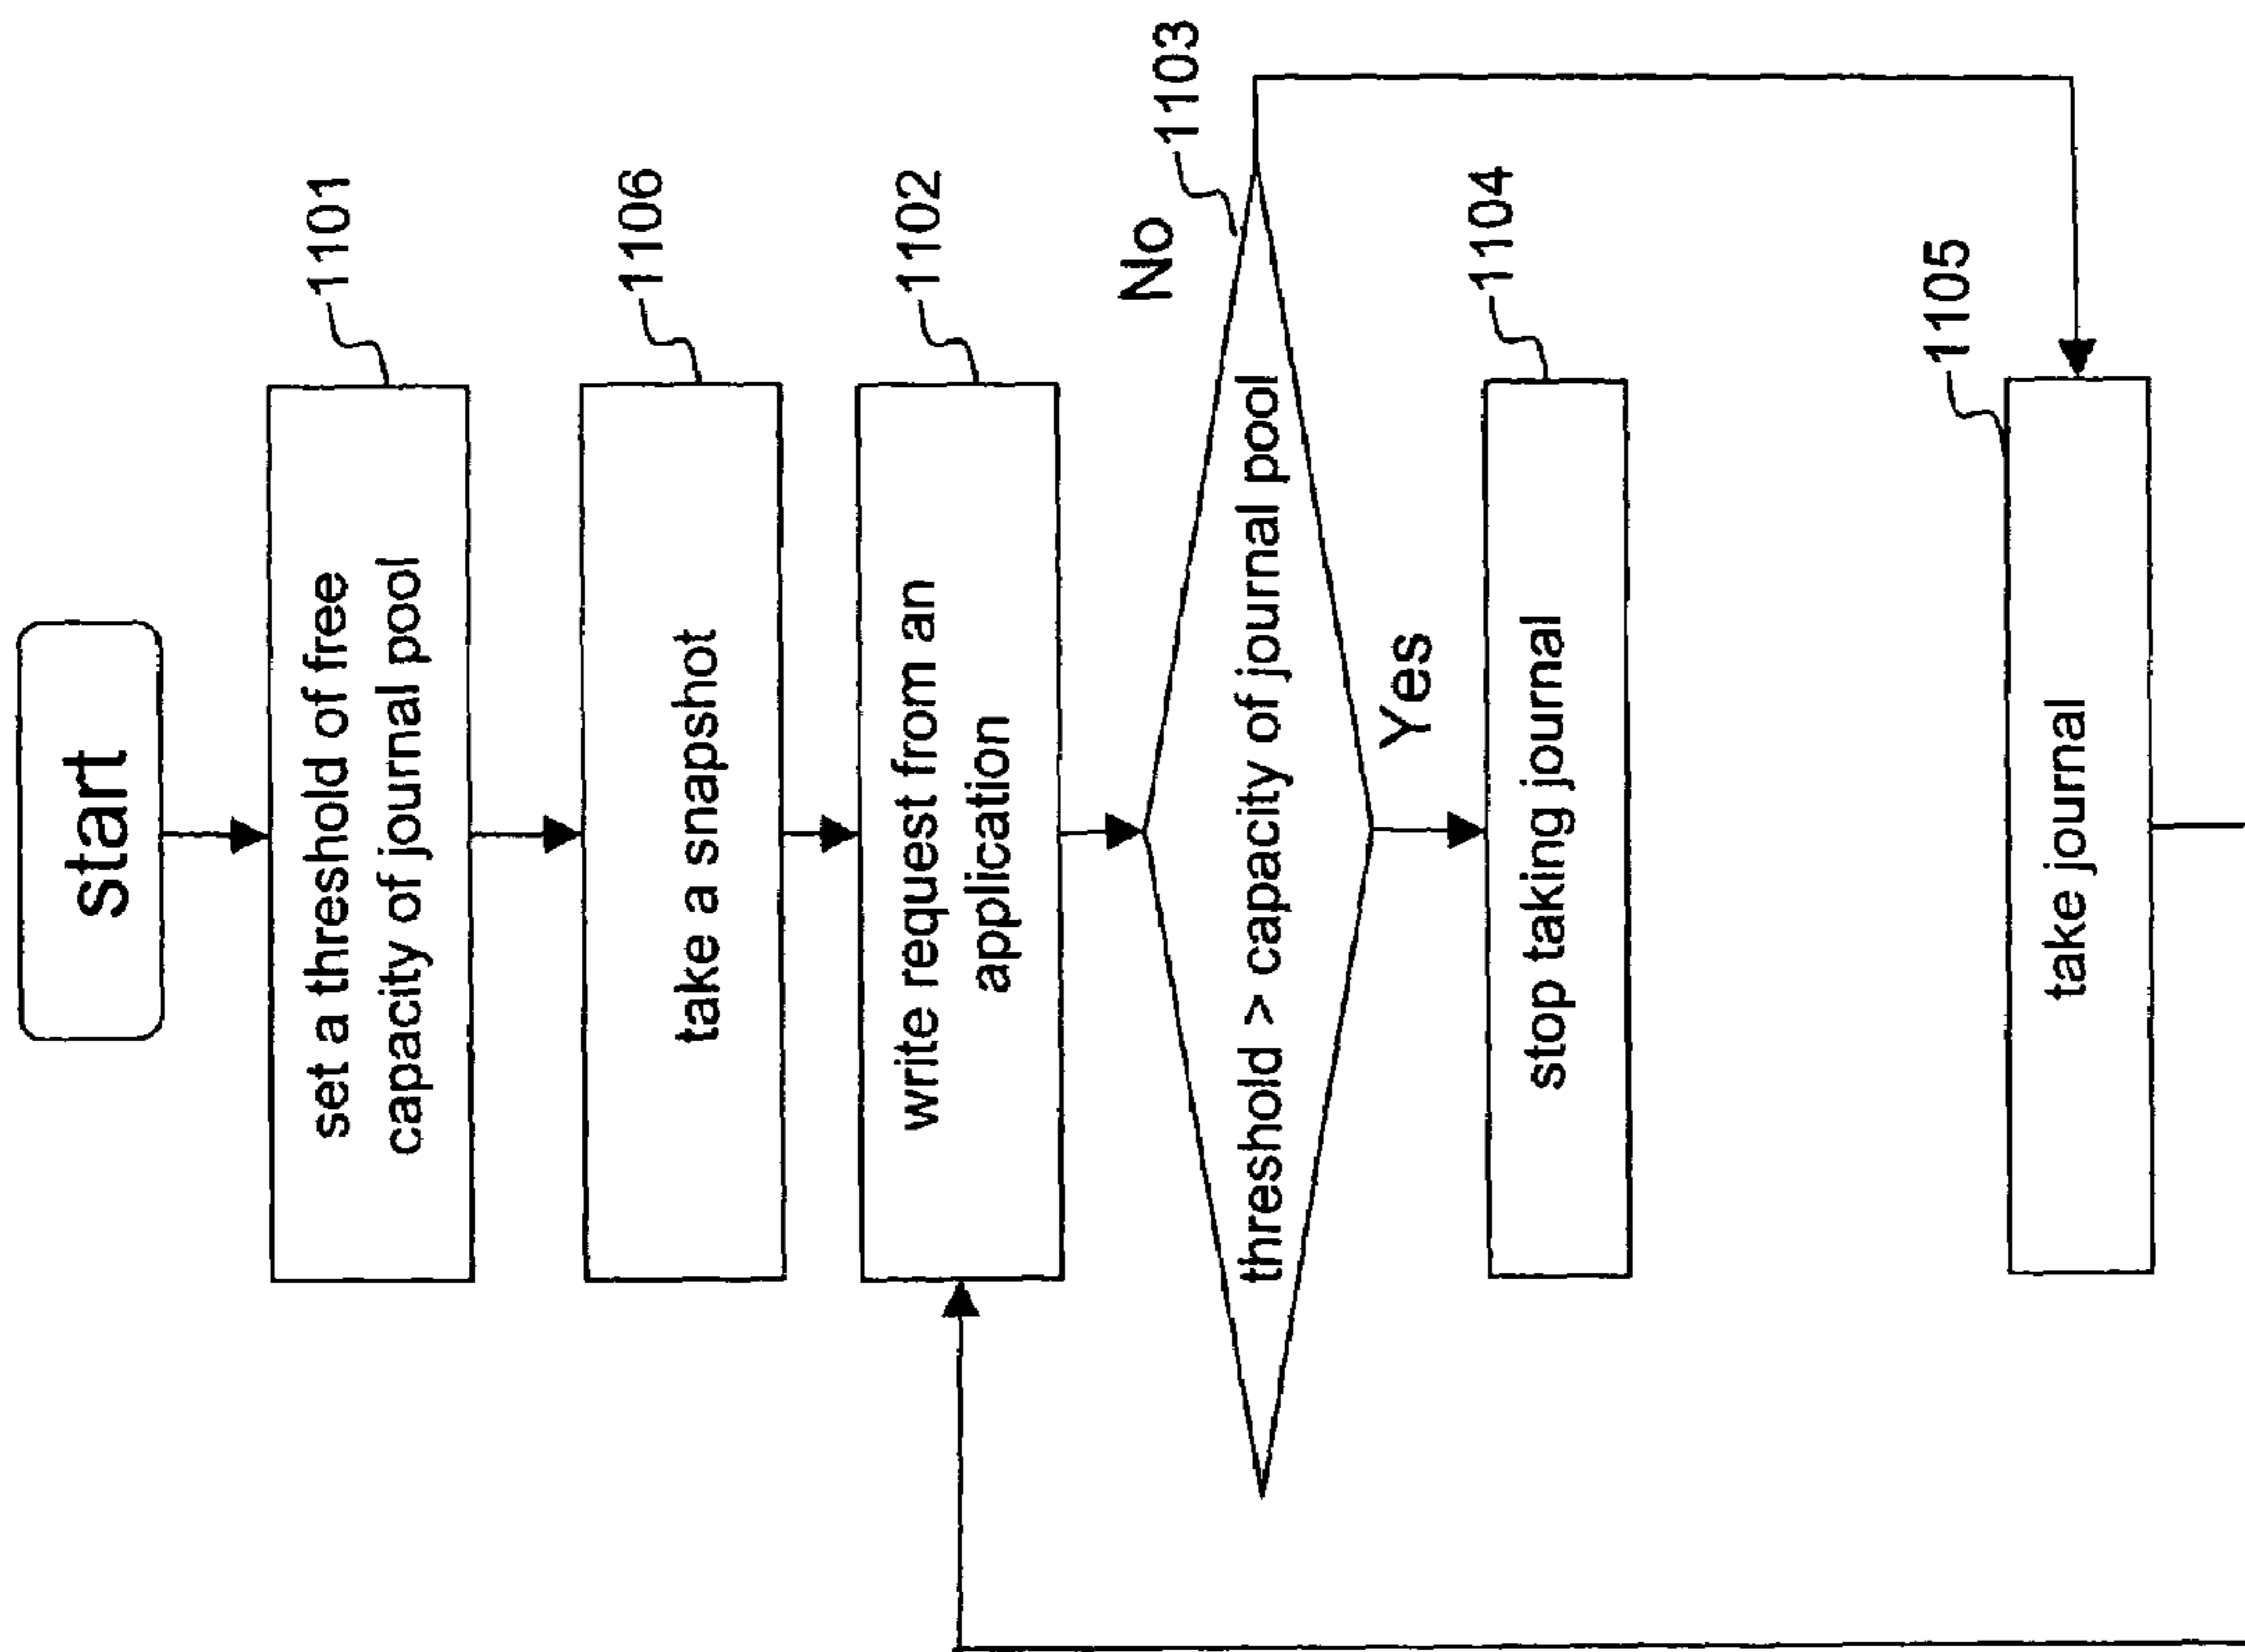 start
1101
set a threshold of free
capacity of journal pool
1106
take a snapshot
1102
write request from an
application
1103
No
threshold > capacity of journal pool
Yes
1104
stop taking journal
1105
take journal